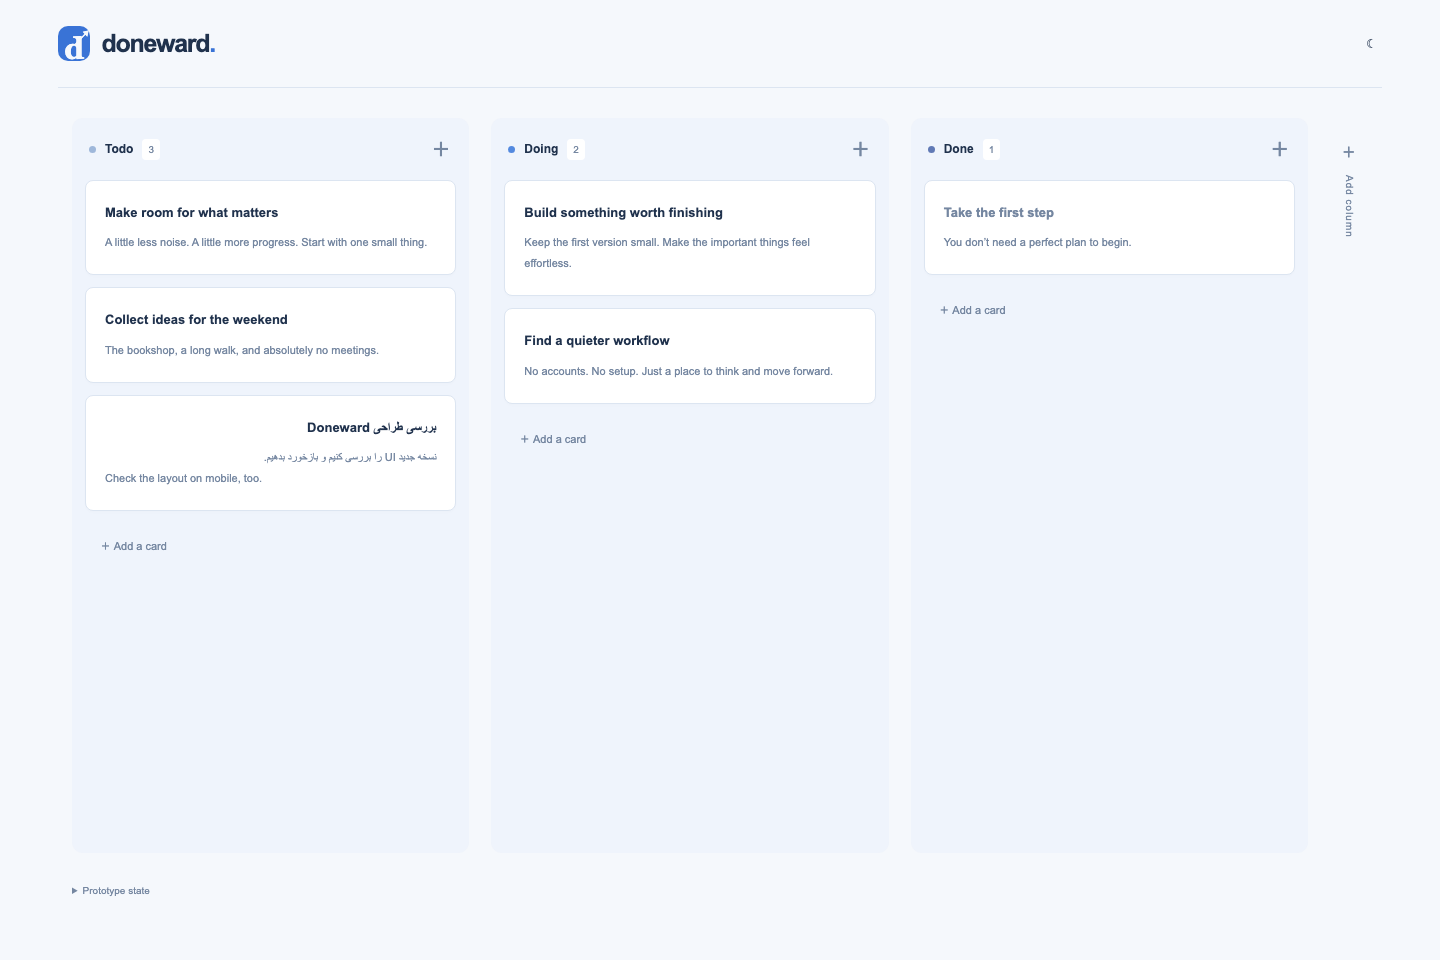 doneward.
Todo 3
Make room for what matters
A little less noise. A little more progress. Start with one small thing.
Collect ideas for the weekend
The bookshop, a long walk, and absolutely no meetings.
بررسی طراحی Doneward
نسخه جدید UI را بررسی کنیم و بازخورد بدهیم.
Check the layout on mobile, too.
+ Add a card
Doing 2
Build something worth finishing
Keep the first version small. Make the important things feel
effortless.
Find a quieter workflow
No accounts. No setup. Just a place to think and move forward.
+ Add a card
Done 1
Take the first step
You don’t need a perfect plan to begin.
+ Add a card
+ Add column
Prototype state